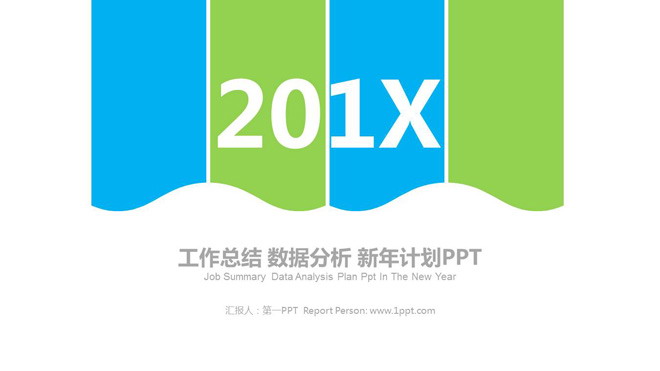 201X
工作总结 数据分析 新年计划PPT
Job Summary Data Analysis Plan Ppt In The New Year
汇报人：第一PPT Report Person: www.1ppt.com